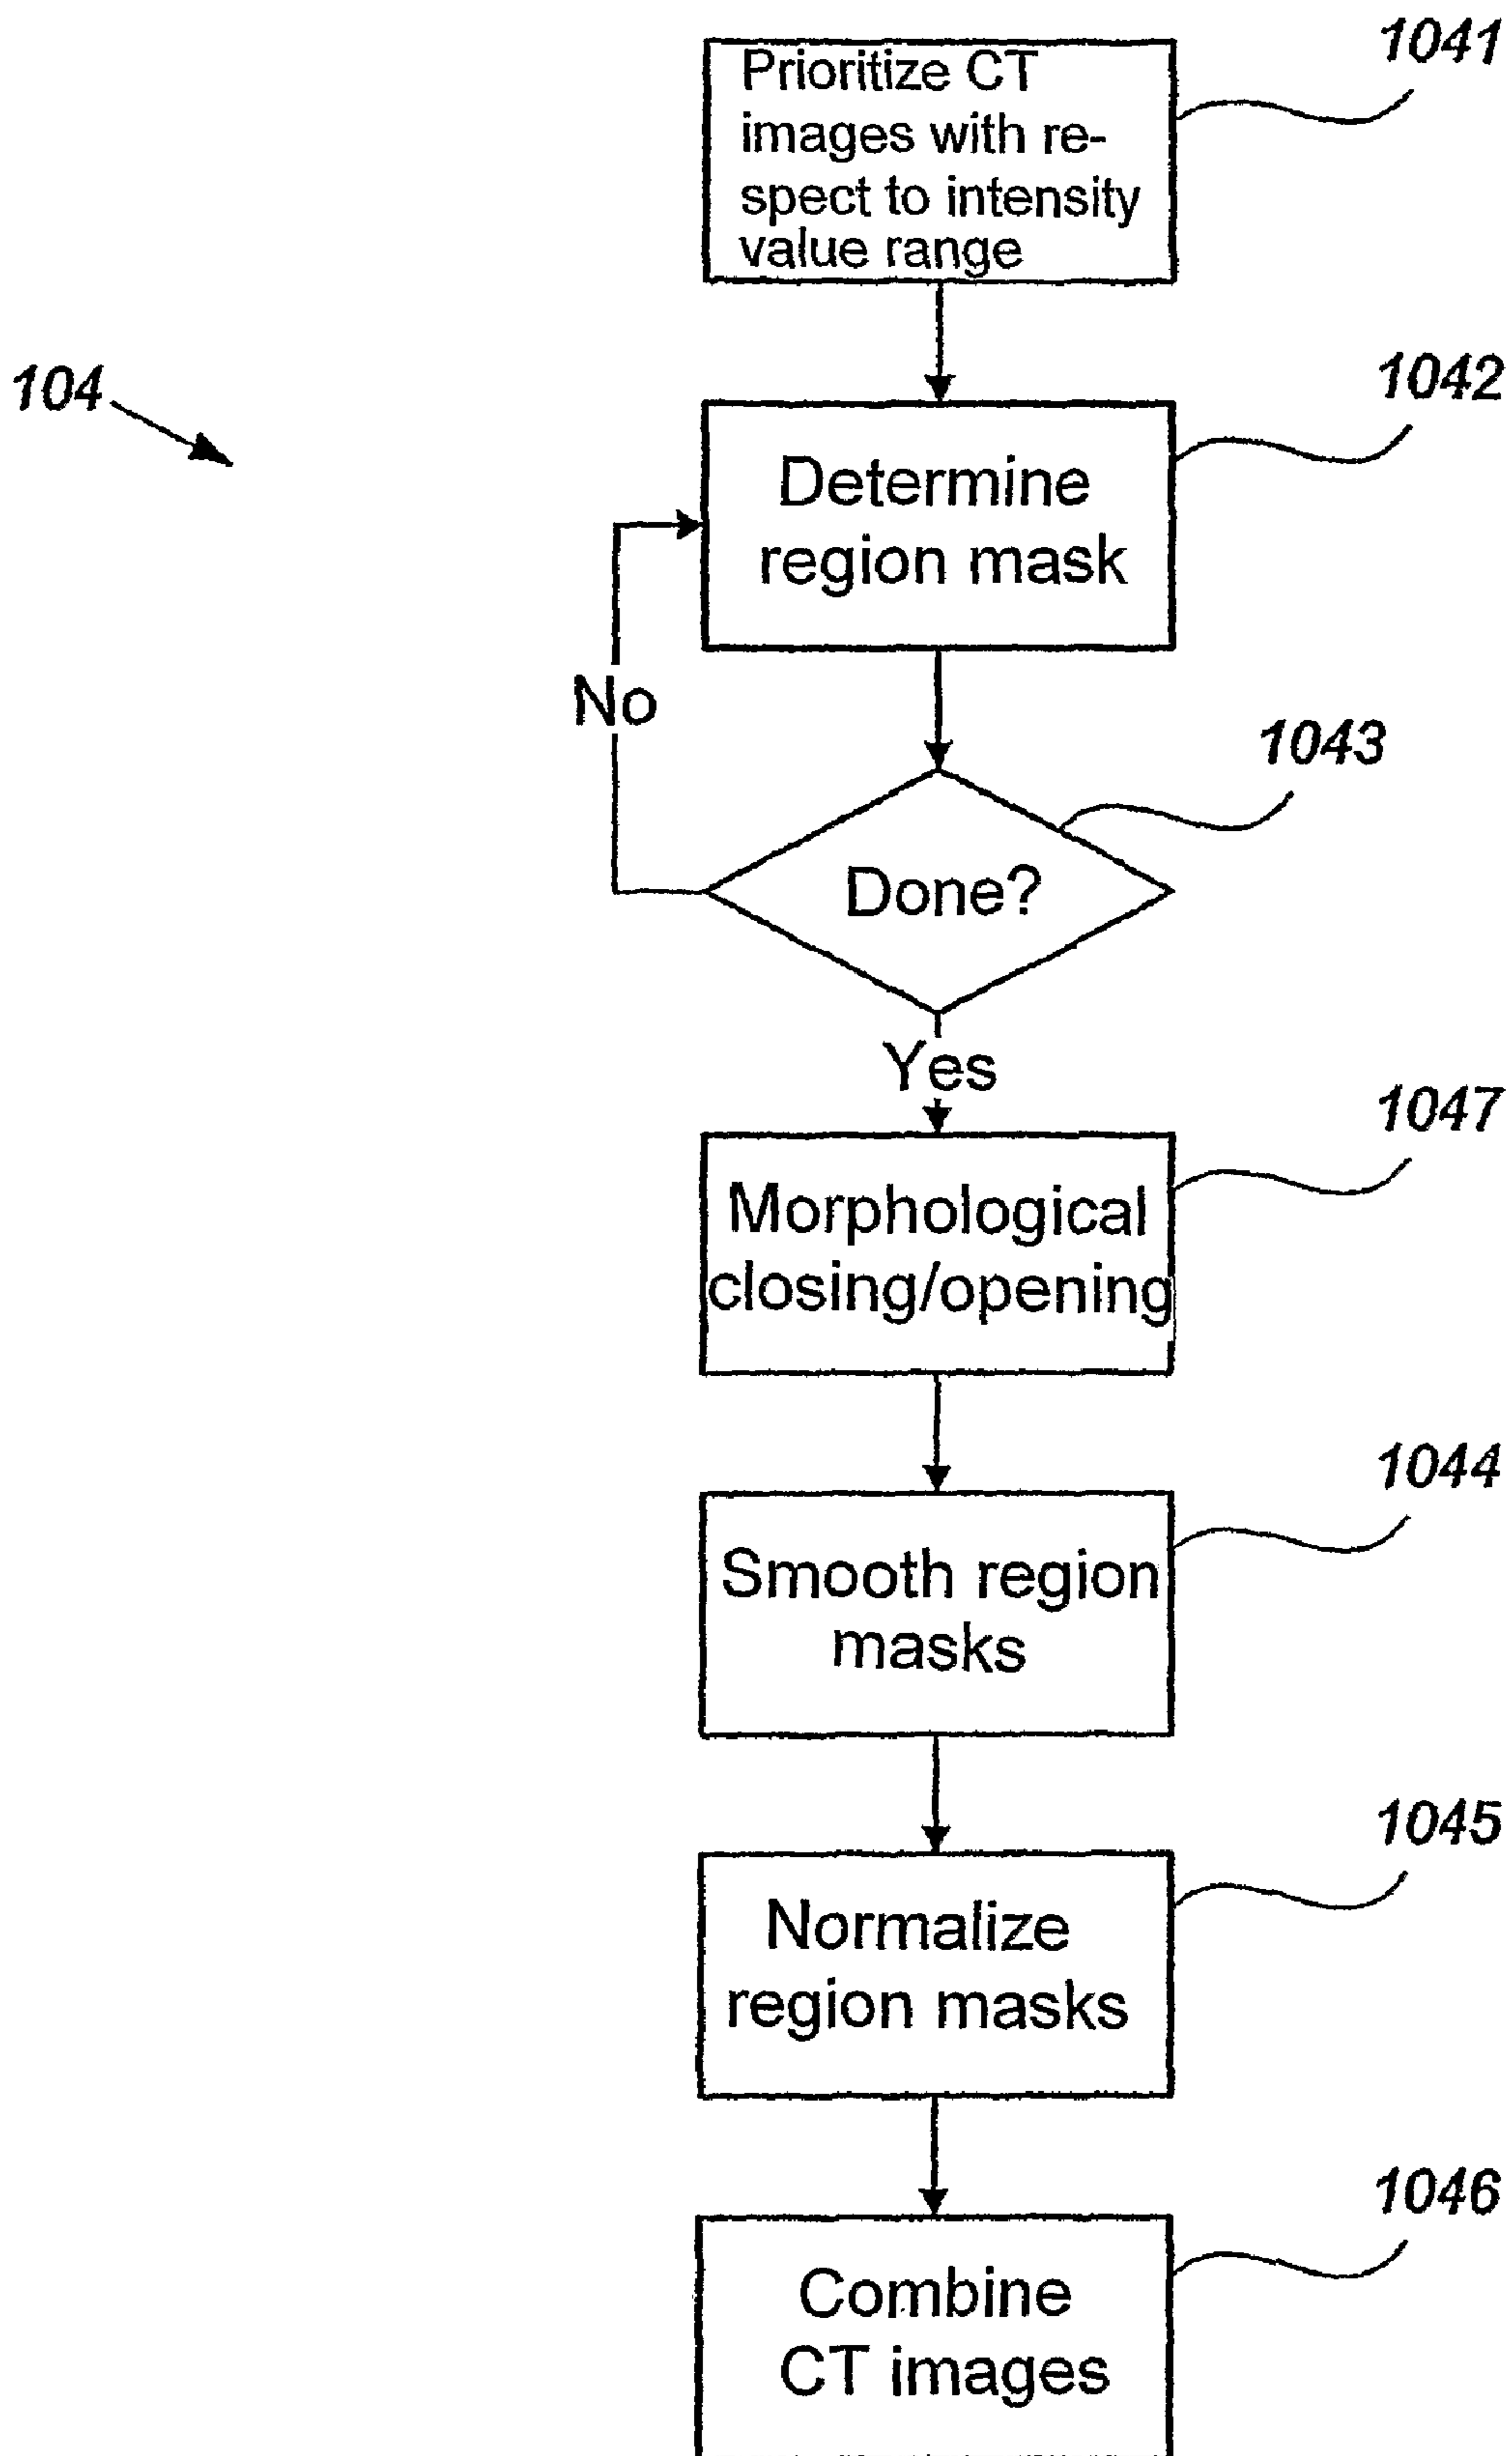 1041
Prioritize CT
images with re-
spect to intensity
value range
104
1042
Determine
region mask
No
1043
Done?
Yes
1047
Morphological
closing/opening
1044
Smooth region
masks
1045
Normalize
region masks
1046
Combine
CT images